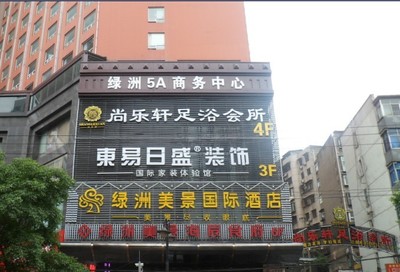 绿洲5A商务中心
尚乐轩足浴会所
4F
東易日盛®装饰
国际家装体验馆
3F
绿洲美景国际酒店